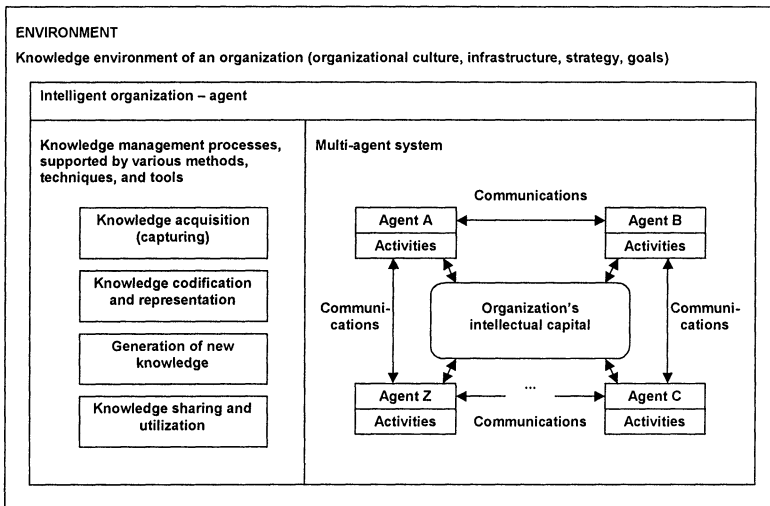 ENVIRONMENT
Knowledge environment of an organization (organizational culture, infrastructure, strategy, goals)
Intelligent organization – agent
Knowledge management processes,
supported by various methods,
techniques, and tools
Knowledge acquisition
(capturing)
Knowledge codification
and representation
Generation of new
knowledge
Knowledge sharing and
utilization
Multi-agent system
Communications
Agent A
Activities
Agent B
Activities
Communi-
cations
Organization's
intellectual capital
Communi-
cations
...
Agent Z
Activities
Agent C
Activities
Communications